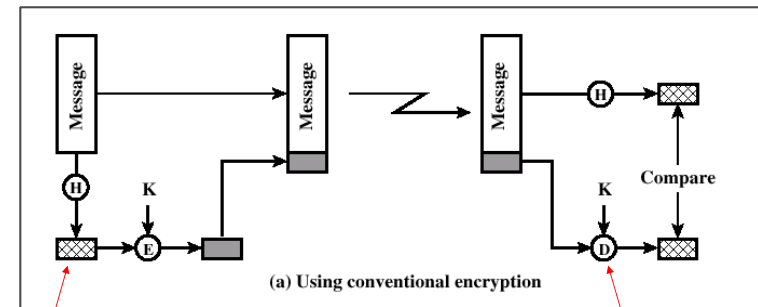 Message
Message
Message
H
H
K
K
Compare
E
D
(a) Using conventional encryption